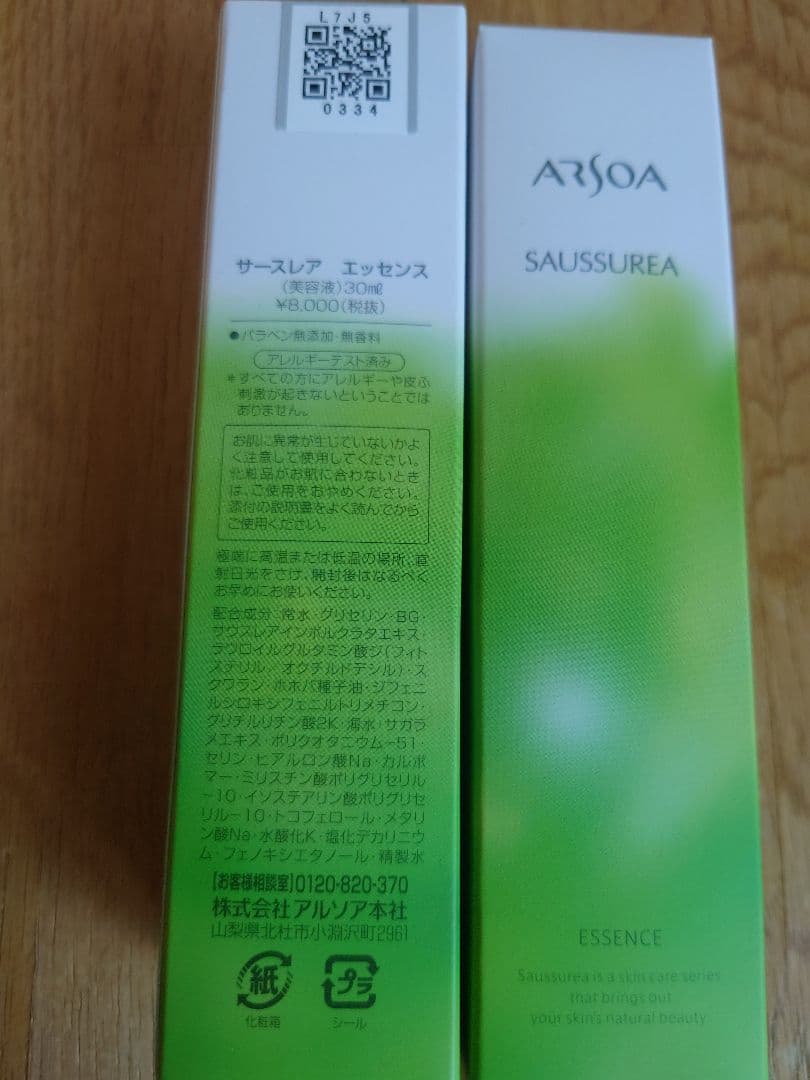 L7J5
0334
サースレア　エッセンス
(美容液)30mℓ
¥8,000(税抜)
●パラベン無添加・無香料
アレルギーテスト済み
*すべての方にアレルギーや皮ふ
刺激が起きないということでは
ありません。
お肌に異常が生じていないかよ
く注意して使用してください。
化粧品がお肌に合わないとき
は、ご使用をおやめください。
添付の説明書をよく読んでから
ご使用ください。
極端に高温または低温の場所、直
射日光をさけ、開封後はなるべく
お早めにお使いください。
配合成分:常水・グリセリン・BG・
サウスレアインボルクラタエキス・
ラウロイルグルタミン酸ジ(フィト
ステリル/オクチルドデシル)・ス
クワラン・ホホバ種子油・ジフェニ
ルシロキシフェニルトリメチコン・
グリチルリチン酸2K・海水・サガラ
メエキス・ポリクオタニウム-51・
セリン・ヒアルロン酸Na・カルボ
マー・ミリスチン酸ポリグリセリル
-10・イソステアリン酸ポリグリセ
リル-10・トコフェロール・メタリ
ン酸Na・水酸化K・塩化デカリニウ
ム・フェノキシエタノール・精製水
[お客様相談室]0120-820-370
株式会社アルソア本社
山梨県北杜市小淵沢町2961
紙
化粧箱
プラ
シール
ARSOA
SAUSSUREA
ESSENCE
Saussurea is a skin care series
that brings out
your skin's natural beauty.